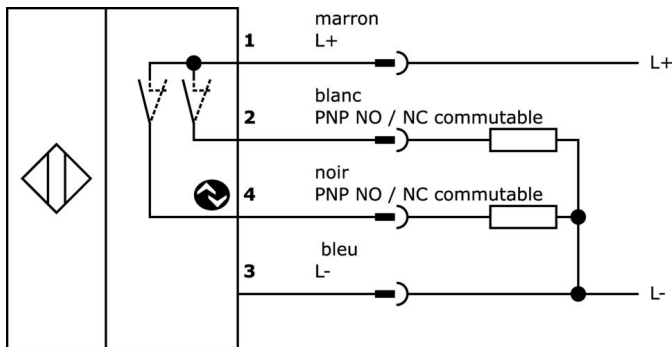 marron
1 L+
L+
blanc
2 PNP NO / NC commutable
noir
4 PNP NO / NC commutable
bleu
3 L-
L-